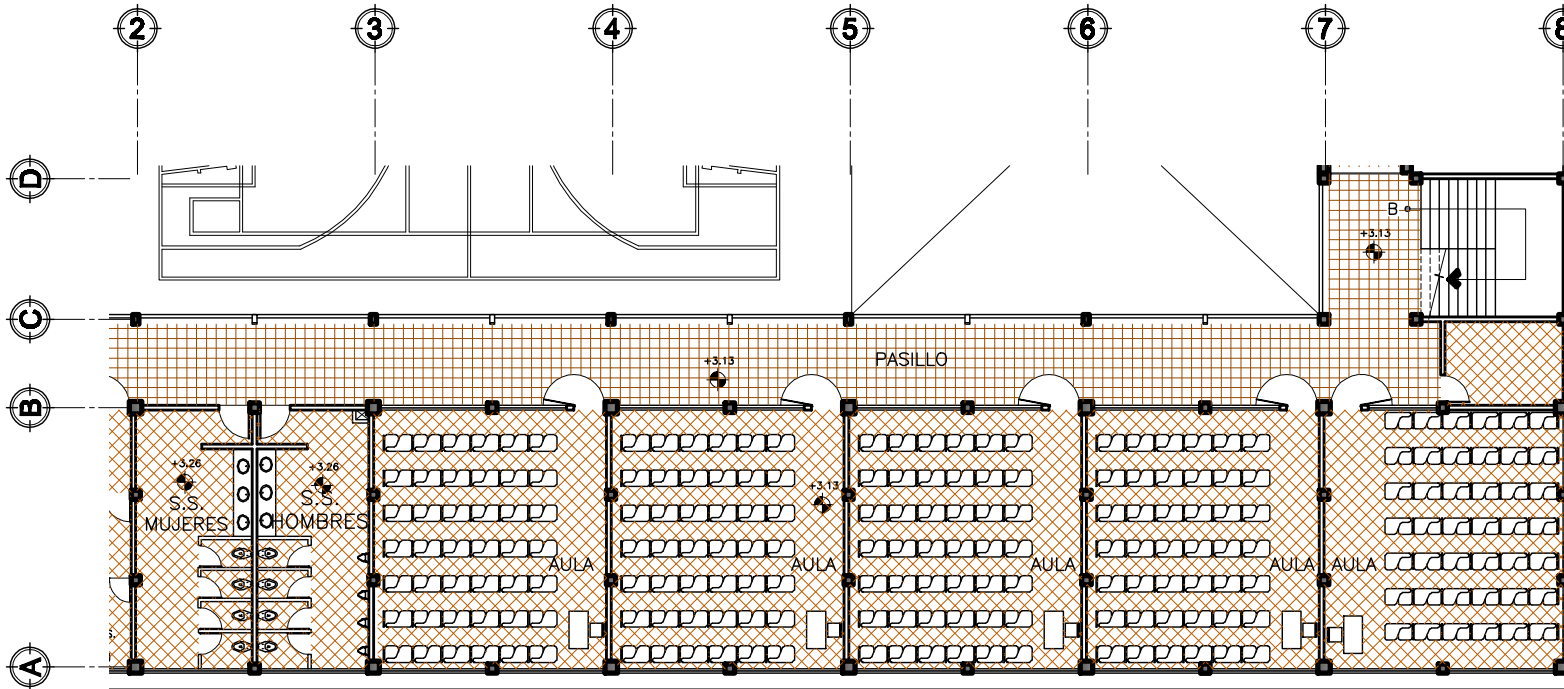 2 3 4 5 6 7 8
D
B
+3.13
C
PASILLO
+3.13
B
+3.26
+3.26
S.S.
MUJERES
S.S.
HOMBRES
+3.13
AULA
AULA
AULA
AULA
AULA
S.
A